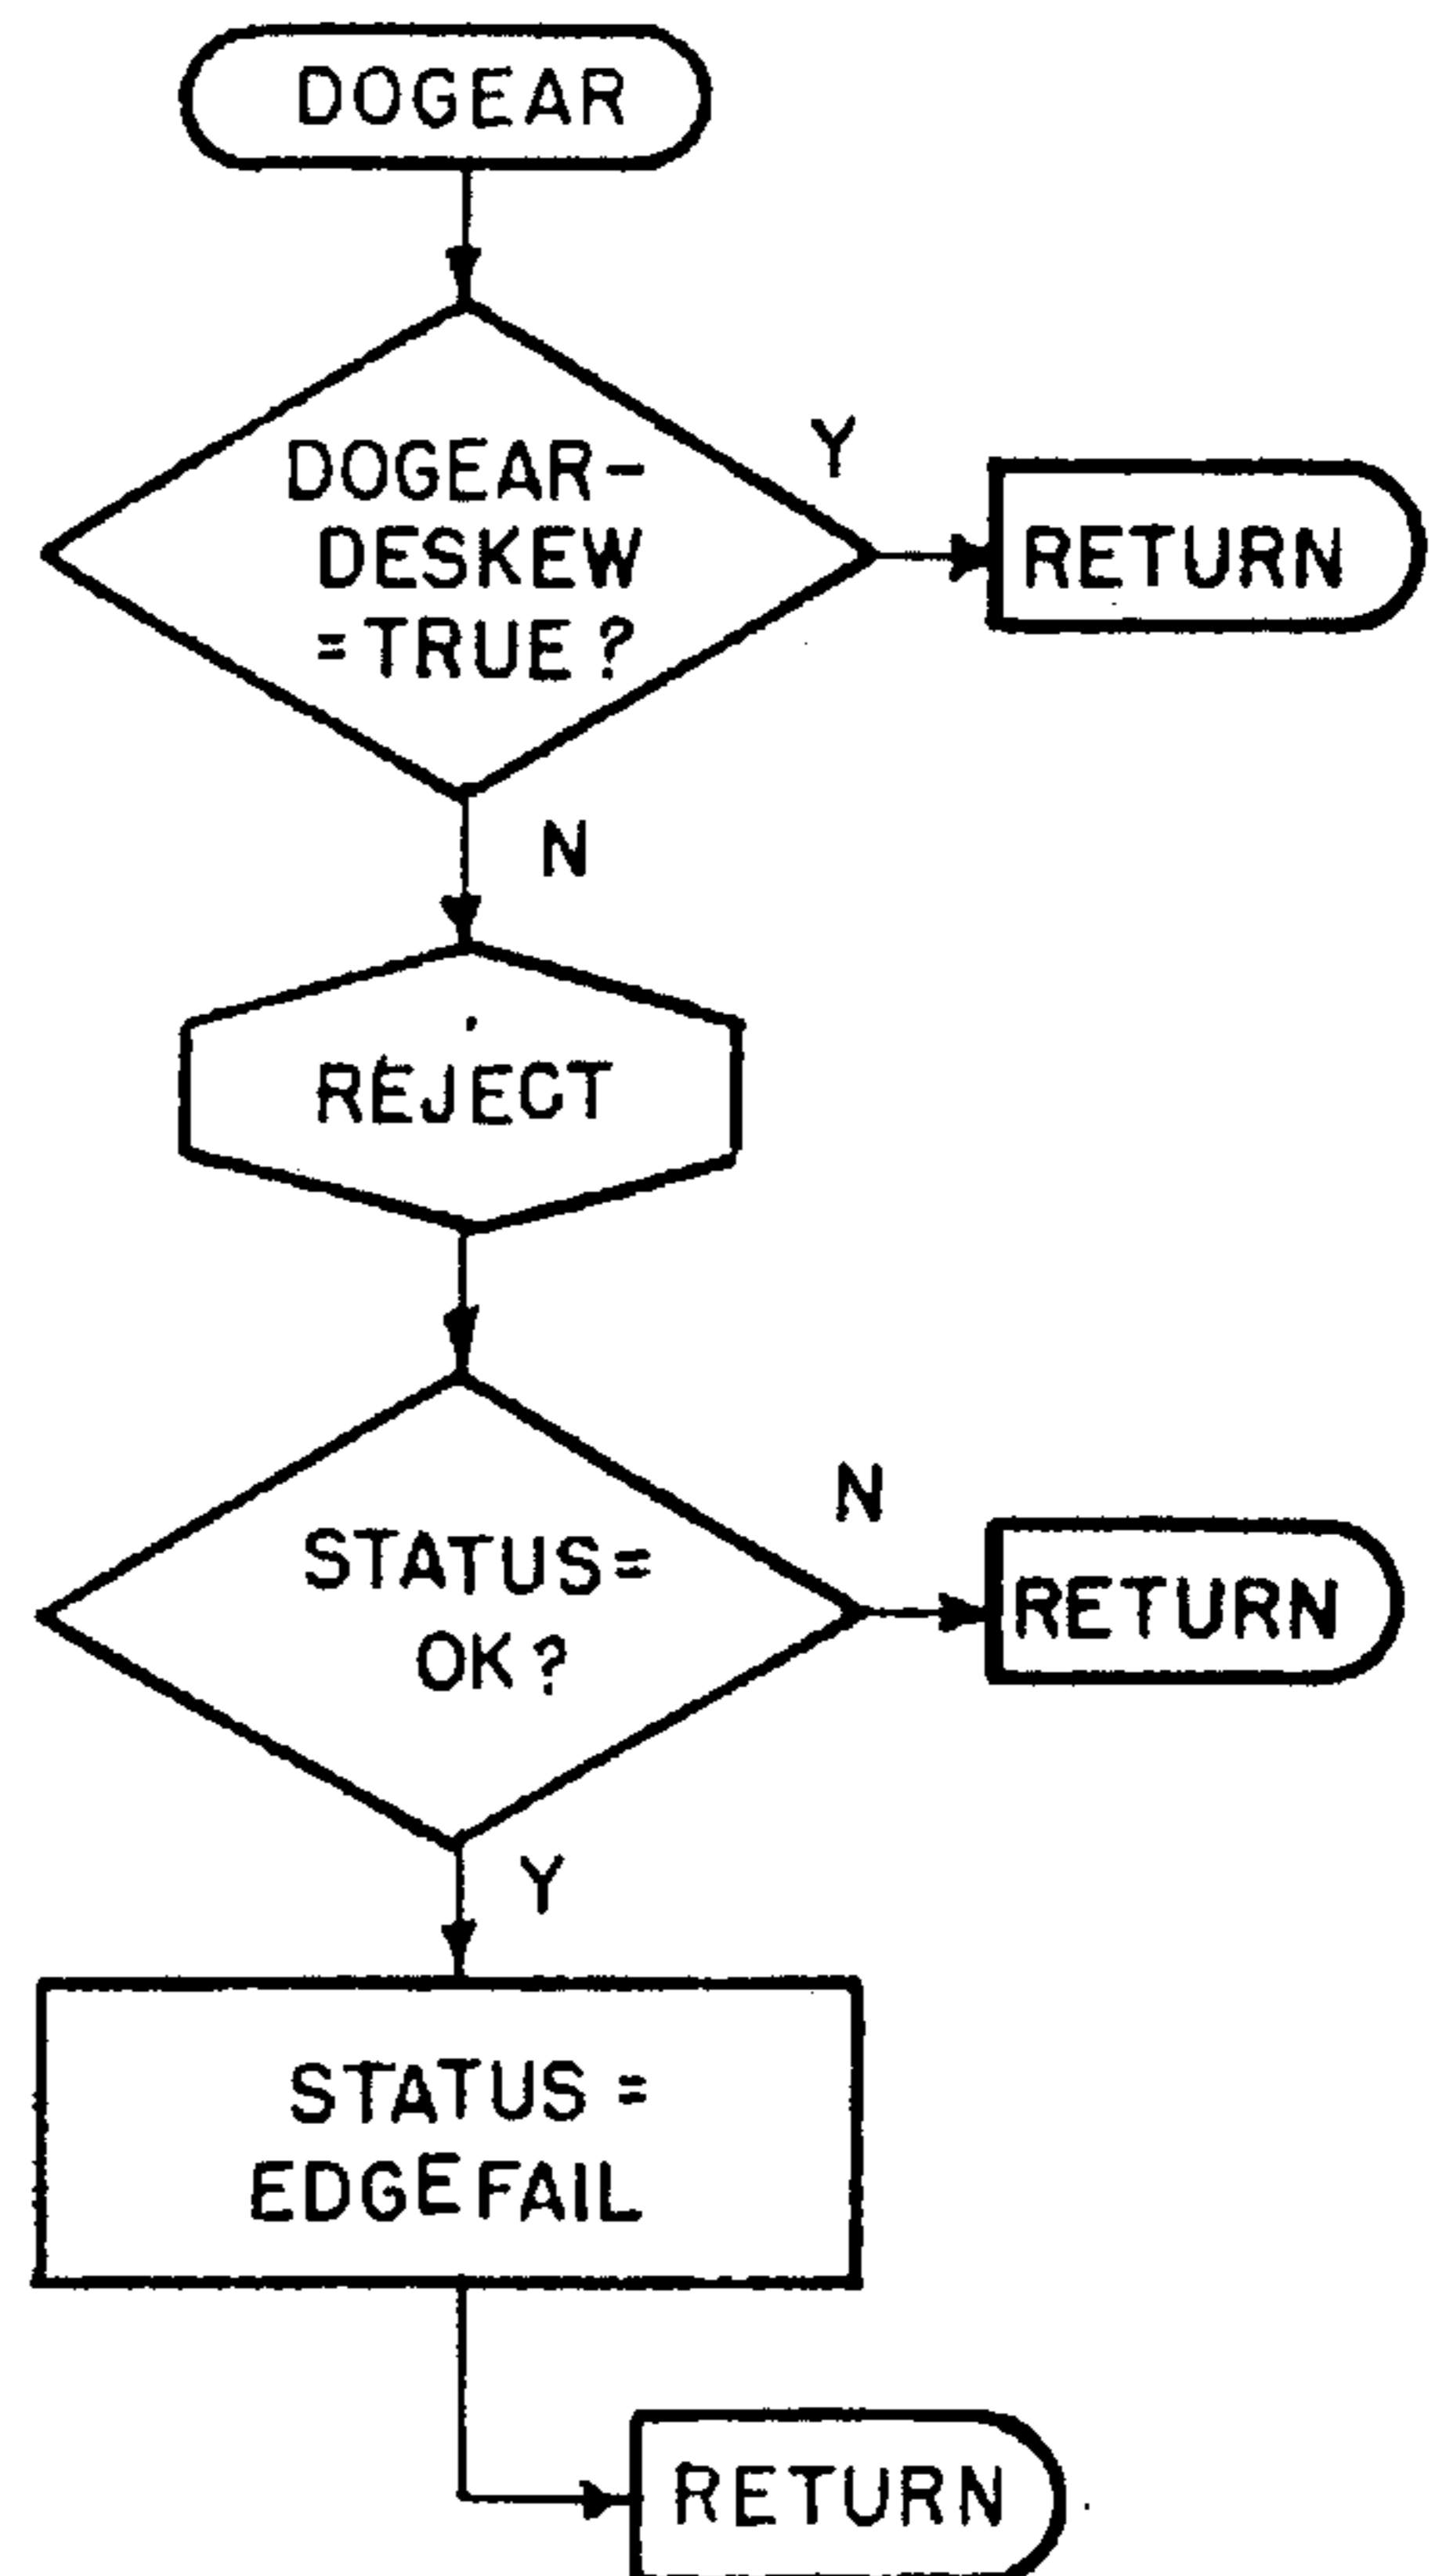 DOGEAR
DOGEAR-
DESKEW
=TRUE?
Y
RETURN
N
REJECT
STATUS=
OK?
N
RETURN
Y
STATUS =
EDGEFAIL
RETURN